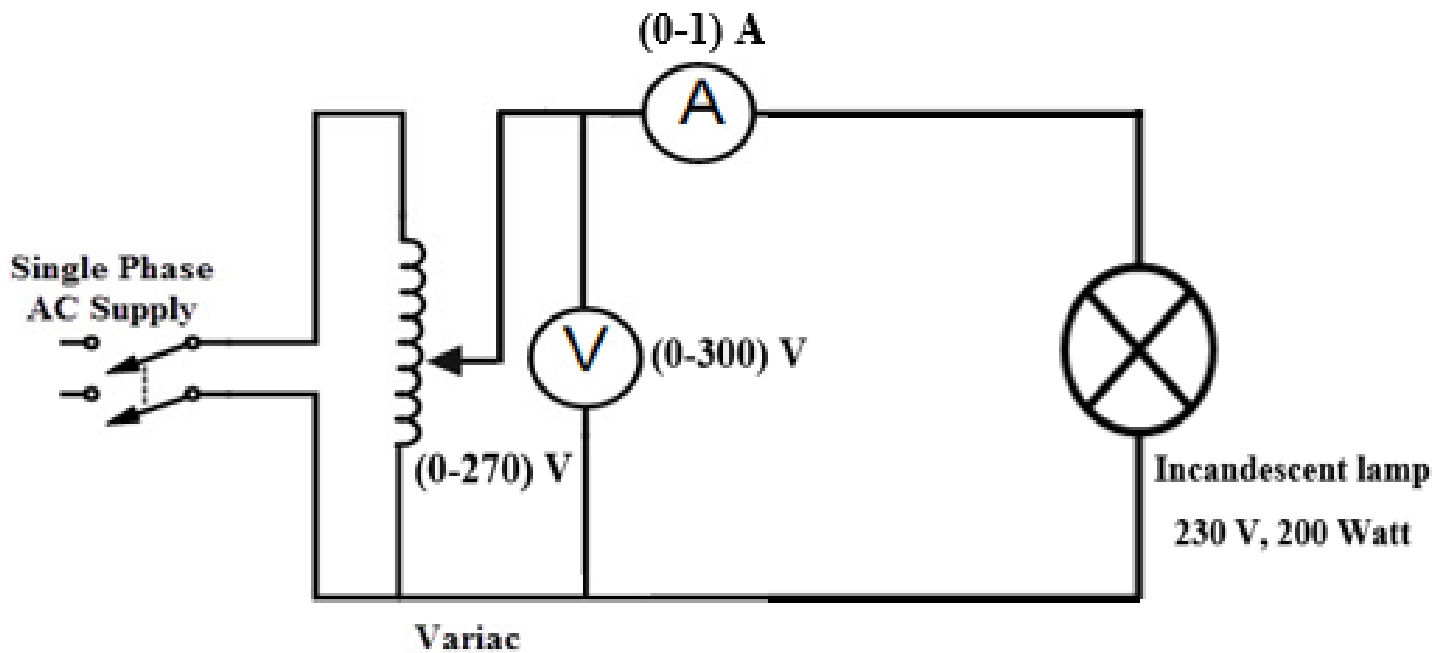 (0-1) A
A
Single Phase
AC Supply
V
(0-300) V
(0-270) V
Incandescent lamp
230 V, 200 Watt
Variac